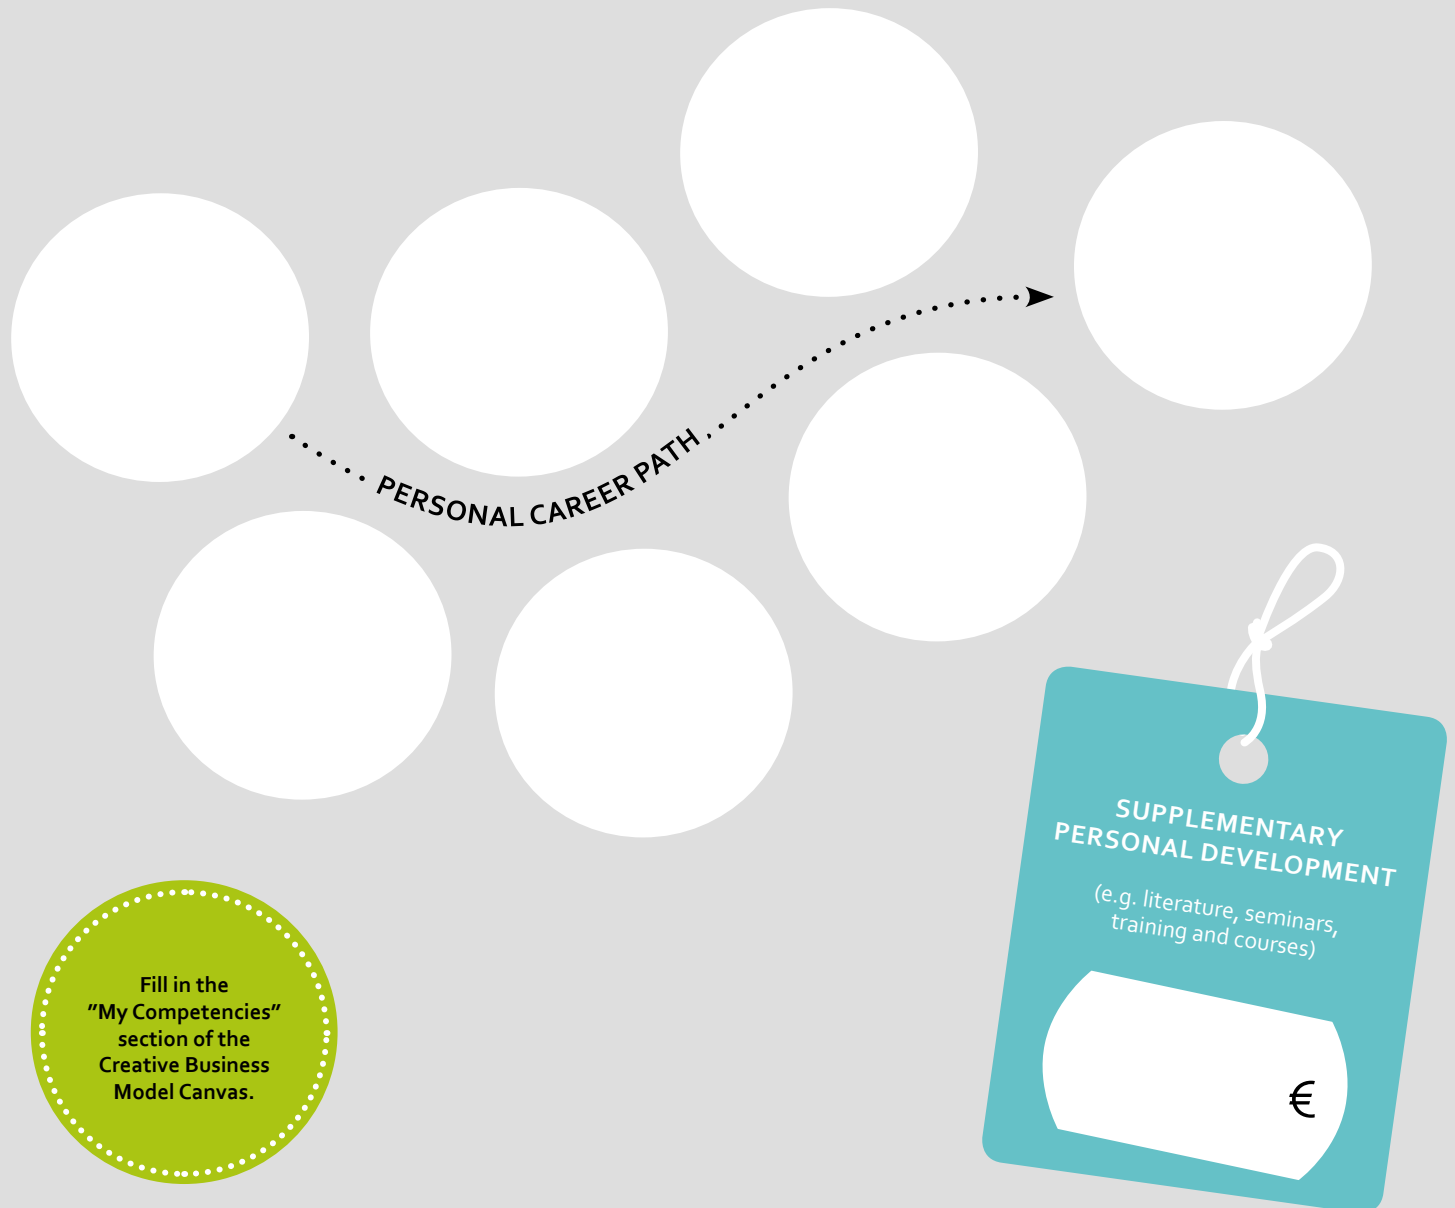 PERSONAL CAREER PATH
SUPPLEMENTARY
PERSONAL DEVELOPMENT
(e.g. literature, seminars,
training and courses)
€
Fill in the
”My Competencies”
section of the
Creative Business
Model Canvas.